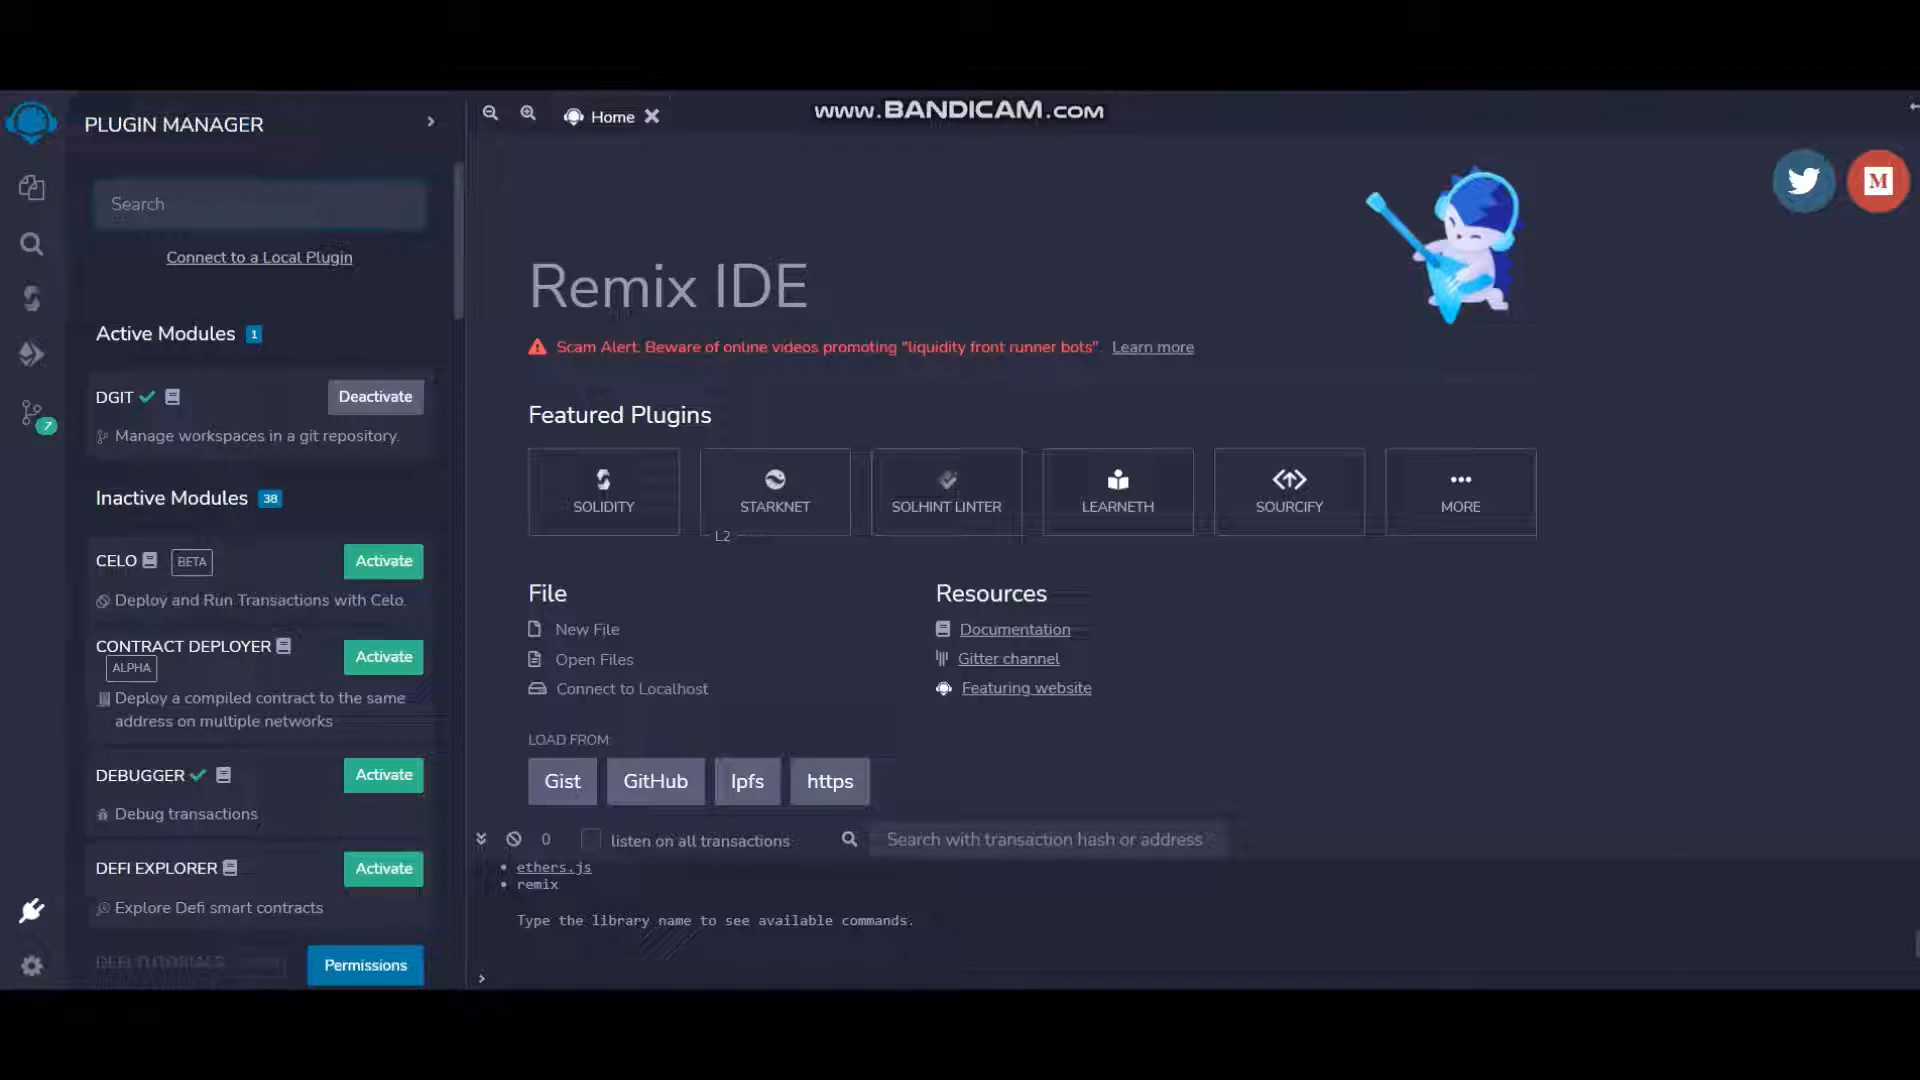 www.BANDICAM.com
PLUGIN MANAGER
Search
Connect to a Local Plugin
Active Modules 1
DGIT
Deactivate
Manage workspaces in a git repository.
Inactive Modules 38
CELO BETA
Activate
Deploy and Run Transactions with Celo.
CONTRACT DEPLOYER
ALPHA
Activate
Deploy a compiled contract to the same
address on multiple networks
DEBUGGER
Activate
Debug transactions
DEFI EXPLORER
Activate
Explore Defi smart contracts
DEFI TUTORIALS
Permissions
7
Home
M
Remix IDE
Scam Alert: Beware of online videos promoting "liquidity front runner bots". Learn more
Featured Plugins
SOLIDITY
STARKNET
L2
SOLHINT LINTER
LEARNETH
SOURCIFY
MORE
File
New File
Open Files
Connect to Localhost
Resources
Documentation
Gitter channel
Featuring website
LOAD FROM:
Gist GitHub Ipfs https
0 listen on all transactions Search with transaction hash or address
• ethers.js
• remix
Type the library name to see available commands.
>